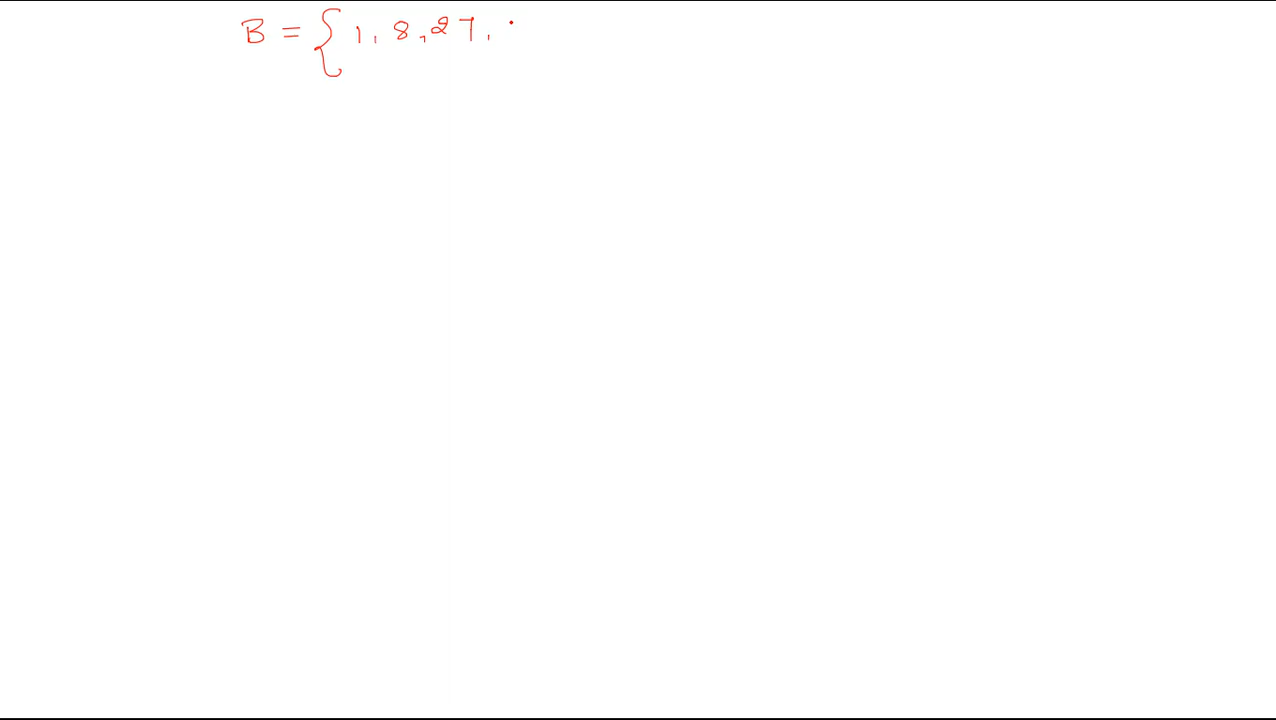 B = { 1, 8, 27, .